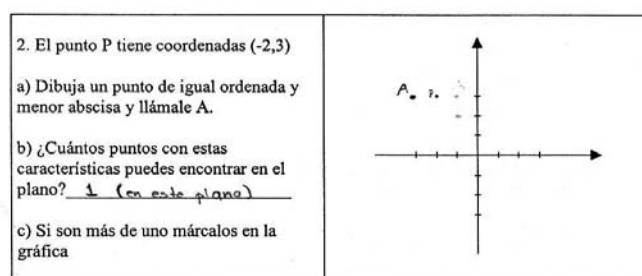 2. El punto P tiene coordenadas (-2,3)
a) Dibuja un punto de igual ordenada y
menor abscisa y llámale A.
b) ¿Cuántos puntos con estas
características puedes encontrar en el
plano? 1 (en este plano)
c) Si son más de uno márcalos en la
gráfica
A P